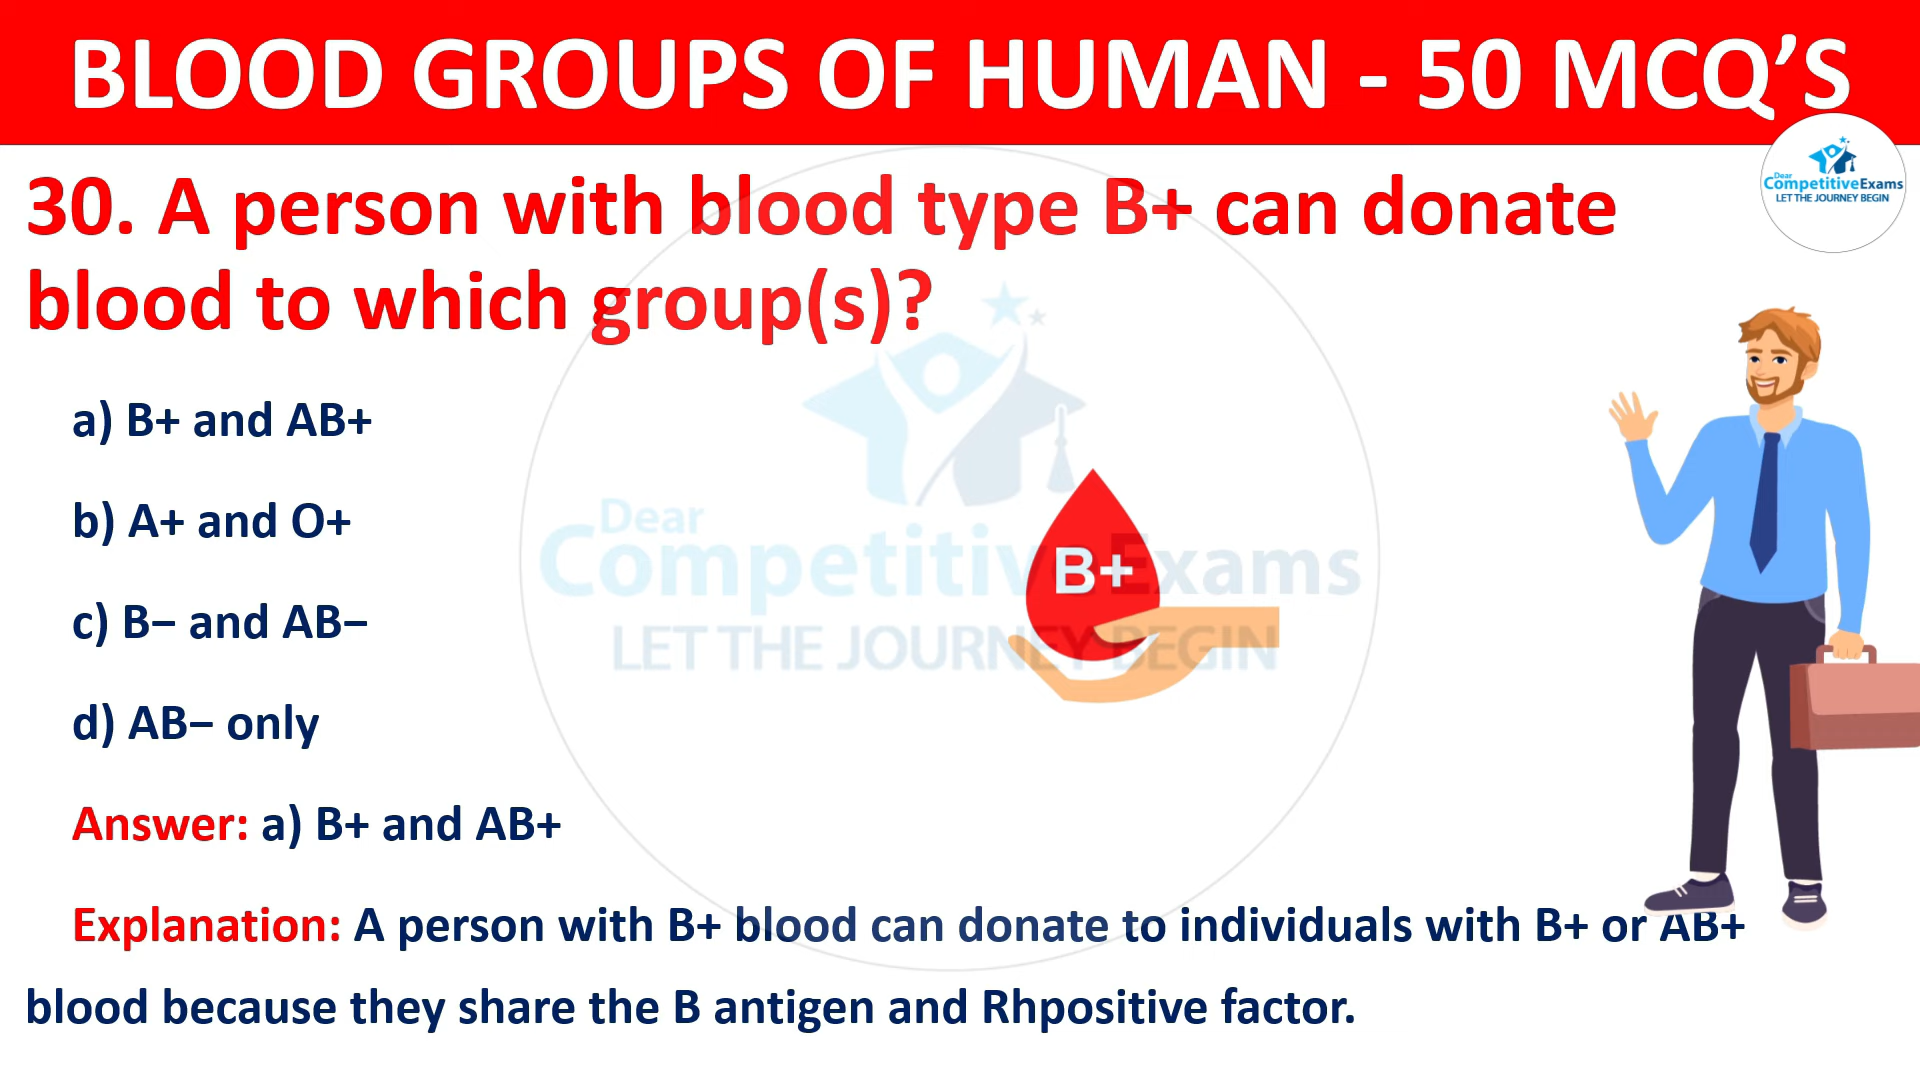 BLOOD GROUPS OF HUMAN - 50 MCQ’S
Dear
CompetitiveExams
LET THE JOURNEY BEGIN
30. A person with blood type B+ can donate
blood to which group(s)?
a) B+ and AB+
b) A+ and O+
c) B– and AB–
d) AB– only
Dear
Competitive Exams
LET THE JOURNEY BEGIN
B+
Answer: a) B+ and AB+
Explanation: A person with B+ blood can donate to individuals with B+ or AB+
blood because they share the B antigen and Rhpositive factor.